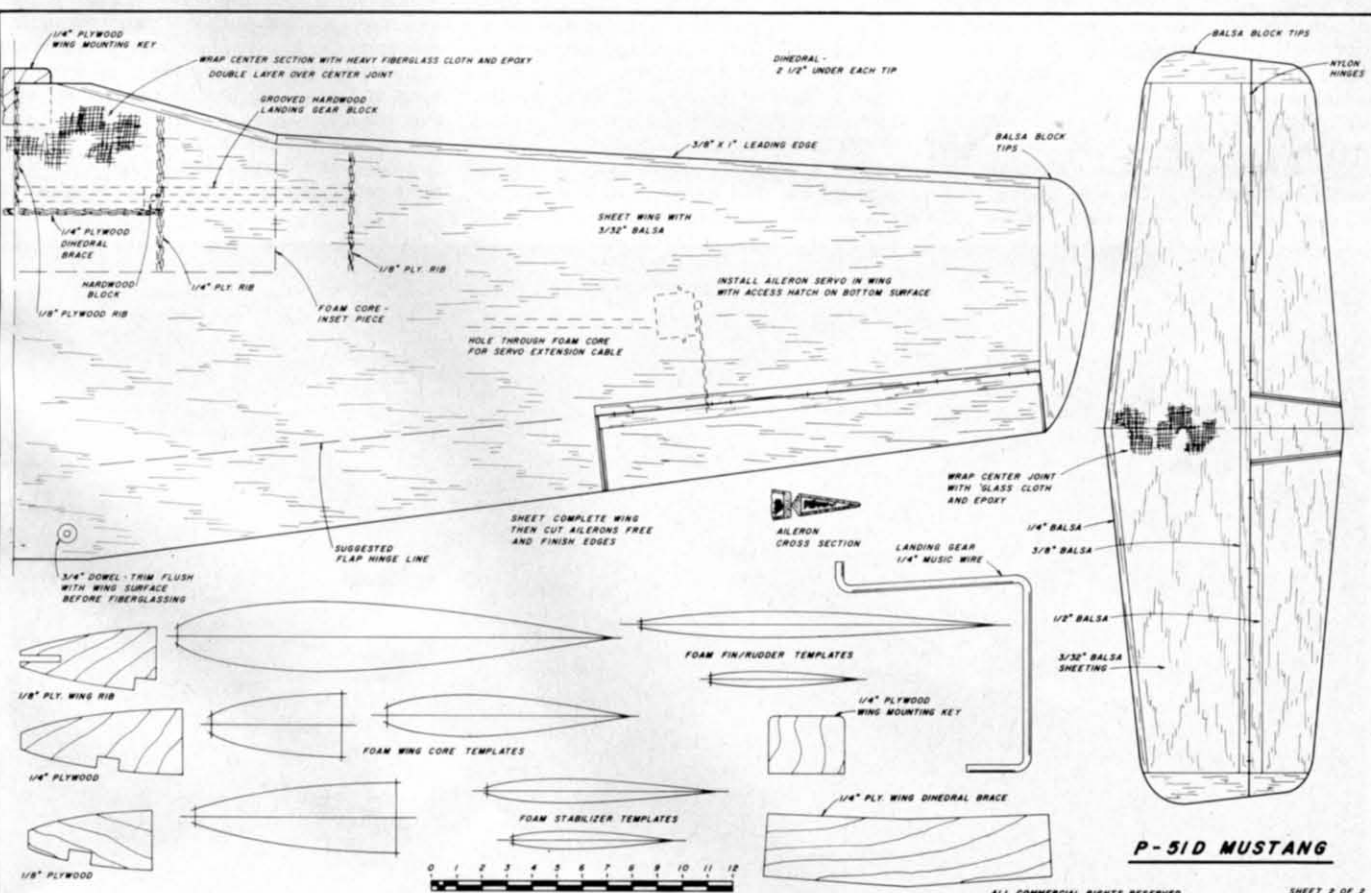 1/4" PLYWOOD
WING MOUNTING KEY
WRAP CENTER SECTION WITH HEAVY FIBERGLASS CLOTH AND EPOXY
DOUBLE LAYER OVER CENTER JOINT
GROOVED HARDWOOD
LANDING GEAR BLOCK
DIHEDRAL-
2 1/2" UNDER EACH TIP
BALSA BLOCK TIPS
NYLON
HINGES
3/8" X 1" LEADING EDGE
BALSA BLOCK
TIPS
SHEET WING WITH
3/32" BALSA
1/4" PLYWOOD
DIHEDRAL
BRACE
HARDWOOD
BLOCK
1/8" PLYWOOD RIB
1/4" PLY. RIB
1/8" PLY. RIB
FOAM CORE-
INSET PIECE
INSTALL AILERON SERVO IN WING
WITH ACCESS HATCH ON BOTTOM SURFACE
HOLE THROUGH FOAM CORE
FOR SERVO EXTENSION CABLE
WRAP CENTER JOINT
WITH 'GLASS CLOTH
AND EPOXY
SHEET COMPLETE WING
THEN CUT AILERONS FREE
AND FINISH EDGES
AILERON
CROSS SECTION
SUGGESTED
FLAP HINGE LINE
LANDING GEAR
1/4" MUSIC WIRE
1/4" BALSA
3/8" BALSA
1/2" BALSA
3/32" BALSA
SHEETING
3/4" DOWEL-TRIM FLUSH
WITH WING SURFACE
BEFORE FIBERGLASSING
FOAM FIN/RUDDER TEMPLATES
1/8" PLY. WING RIB
1/4" PLYWOOD
WING MOUNTING KEY
FOAM WING CORE TEMPLATES
1/4" PLYWOOD
1/4" PLY. WING DIHEDRAL BRACE
FOAM STABILIZER TEMPLATES
1/8" PLYWOOD
0 1 2 3 4 5 6 7 8 9 10 11 12
P-51D MUSTANG
ALL COMMERCIAL RIGHTS RESERVED
SHEET 2 OF 2